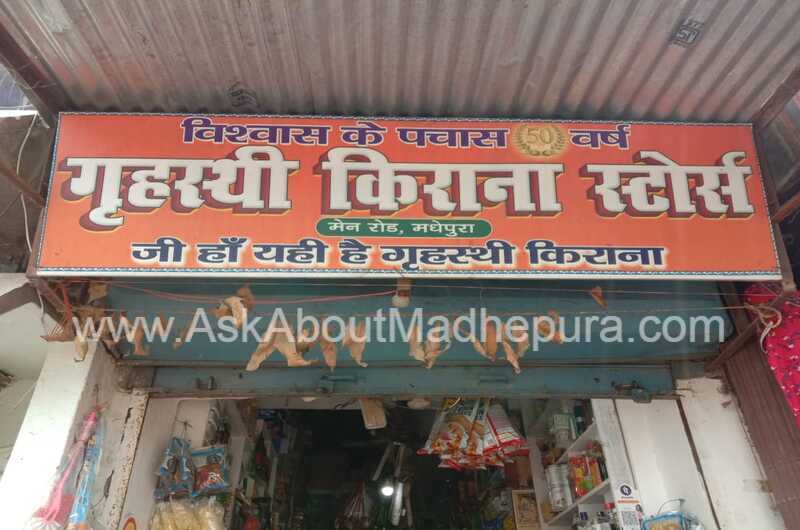 विश्वास के पचास 50 वर्ष
गृहस्थी किराना स्टोर्स
मेन रोड, मधेपुरा
जी हाँ यही है गृहस्थी किराना
www.AskAboutMadhepura.com